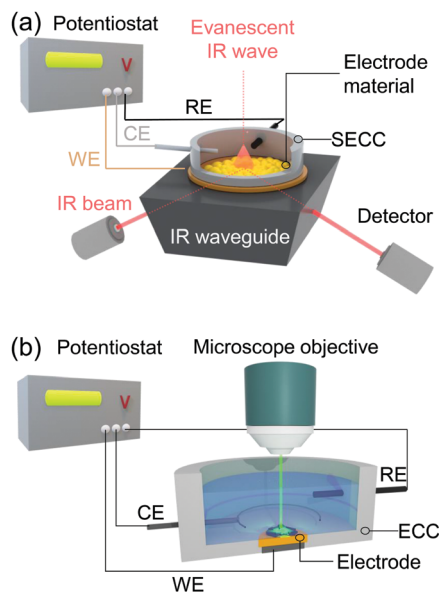 (a)
Potentiostat
Evanescent
IR wave
Electrode
material
V
RE
CE
SECC
WE
IR beam
Detector
IR waveguide
(b)
Potentiostat
Microscope objective
V
RE
CE
ECC
Electrode
WE